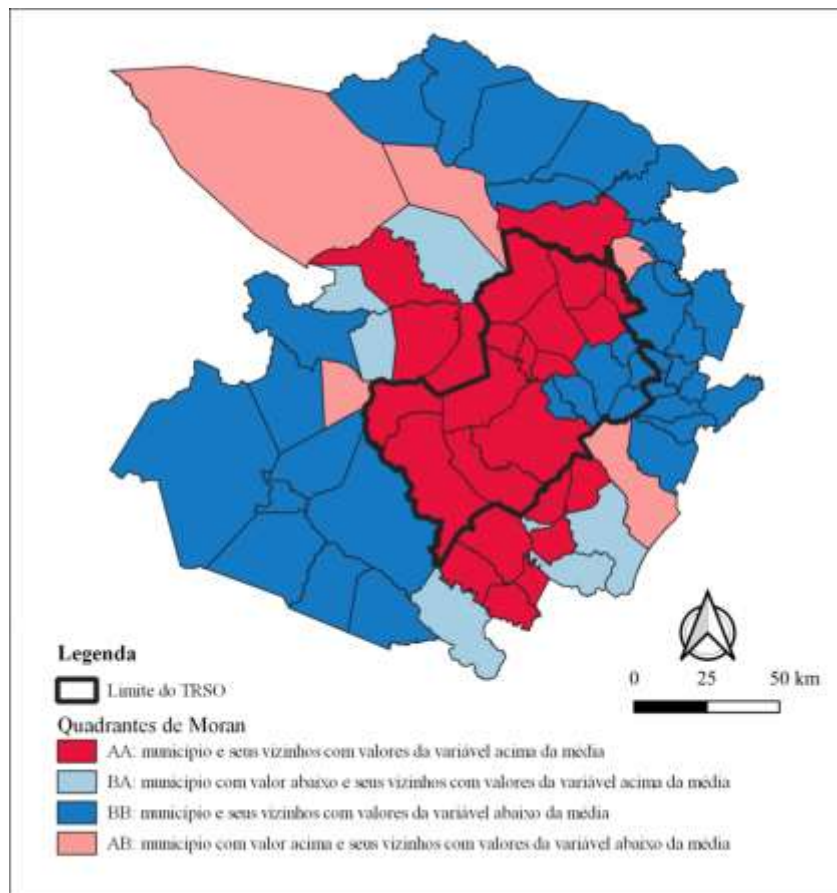 Legenda
Limite do TRSO
0 25 50 km
Quadrantes de Moran
AA: município e seus vizinhos com valores da variável acima da média
BA: município com valor abaixo e seus vizinhos com valores da variável acima da média
BB: município e seus vizinhos com valores da variável abaixo da média
AB: município com valor acima e seus vizinhos com valores da variável abaixo da média